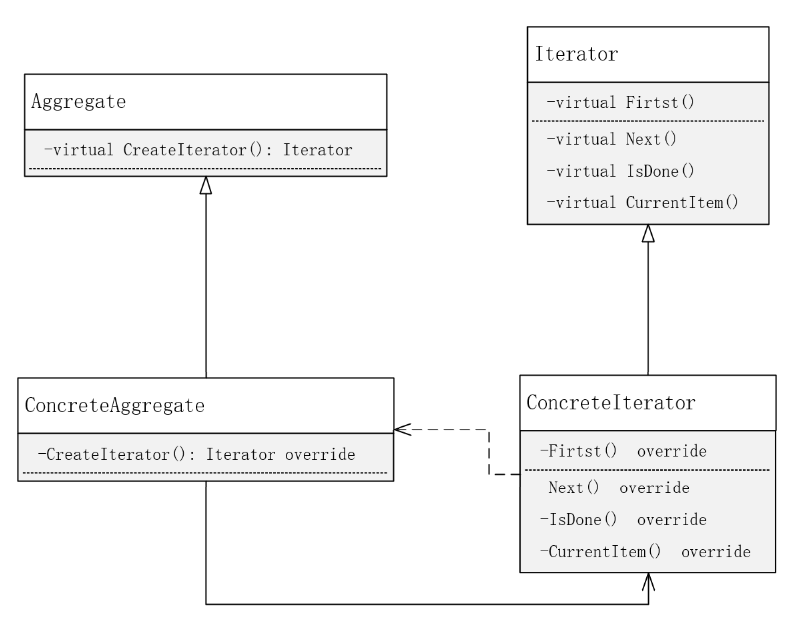 Aggregate
-virtual CreateIterator(): Iterator
Iterator
-virtual Firtst()
-virtual Next()
-virtual IsDone()
-virtual CurrentItem()
ConcreteAggregate
-CreateIterator(): Iterator override
ConcreteIterator
-Firtst() override
Next() override
-IsDone() override
-CurrentItem() override